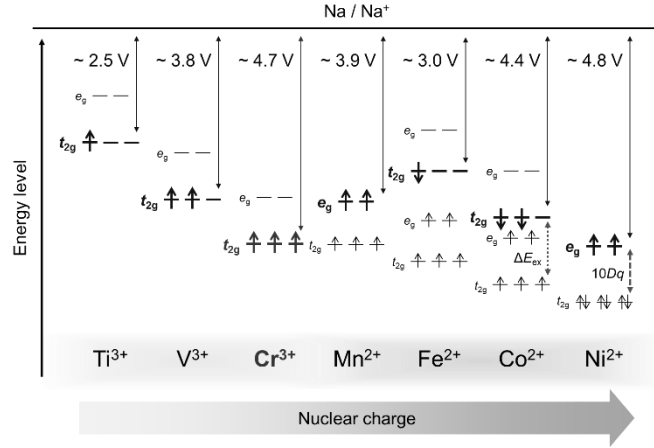 Na / Na⁺
~ 2.5 V ~ 3.8 V ~ 4.7 V ~ 3.9 V ~ 3.0 V ~ 4.4 V ~ 4.8 V
Energy level
e_g
t_2g
e_g
t_2g
e_g
t_2g
e_g
t_2g
e_g
t_2g
e_g
t_2g
e_g
t_2g
e_g
ΔE_ex
t_2g
e_g
10Dq
t_2g
Ti³⁺ V³⁺ Cr³⁺ Mn²⁺ Fe²⁺ Co²⁺ Ni²⁺
Nuclear charge